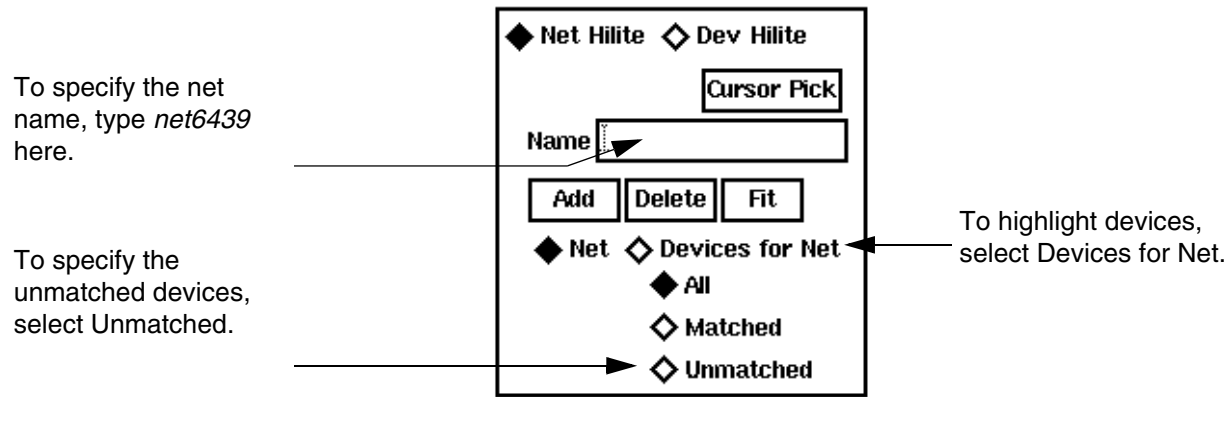 Net Hilite Dev Hilite
Cursor Pick
To specify the net
name, type net6439
here.
Name
Add Delete Fit
To highlight devices,
select Devices for Net.
Net Devices for Net
To specify the
unmatched devices,
select Unmatched.
All
Matched
Unmatched